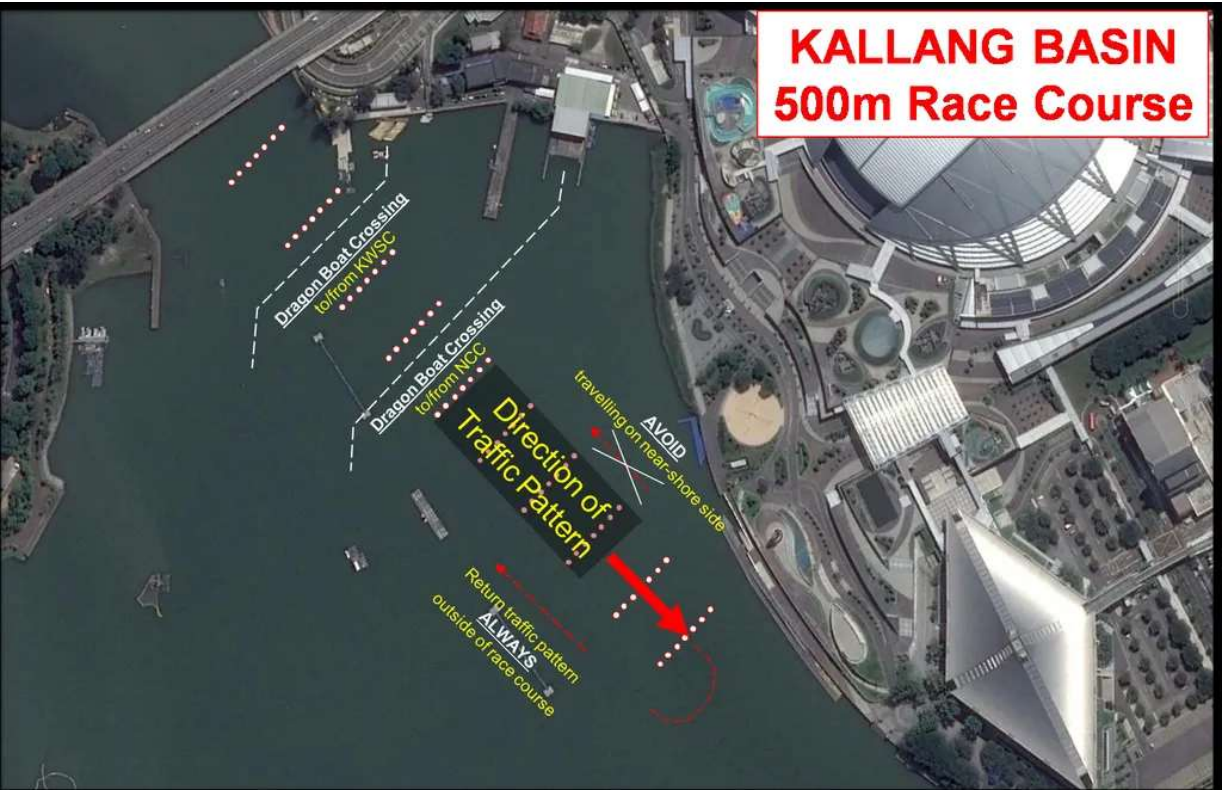 KALLANG BASIN
500m Race Course
Dragon Boat Crossing
to/from KWSC
Dragon Boat Crossing
to/from NCC
Direction of
Traffic Pattern
AVOID
travelling on near-shore side
Return traffic pattern
ALWAYS
outside of race course